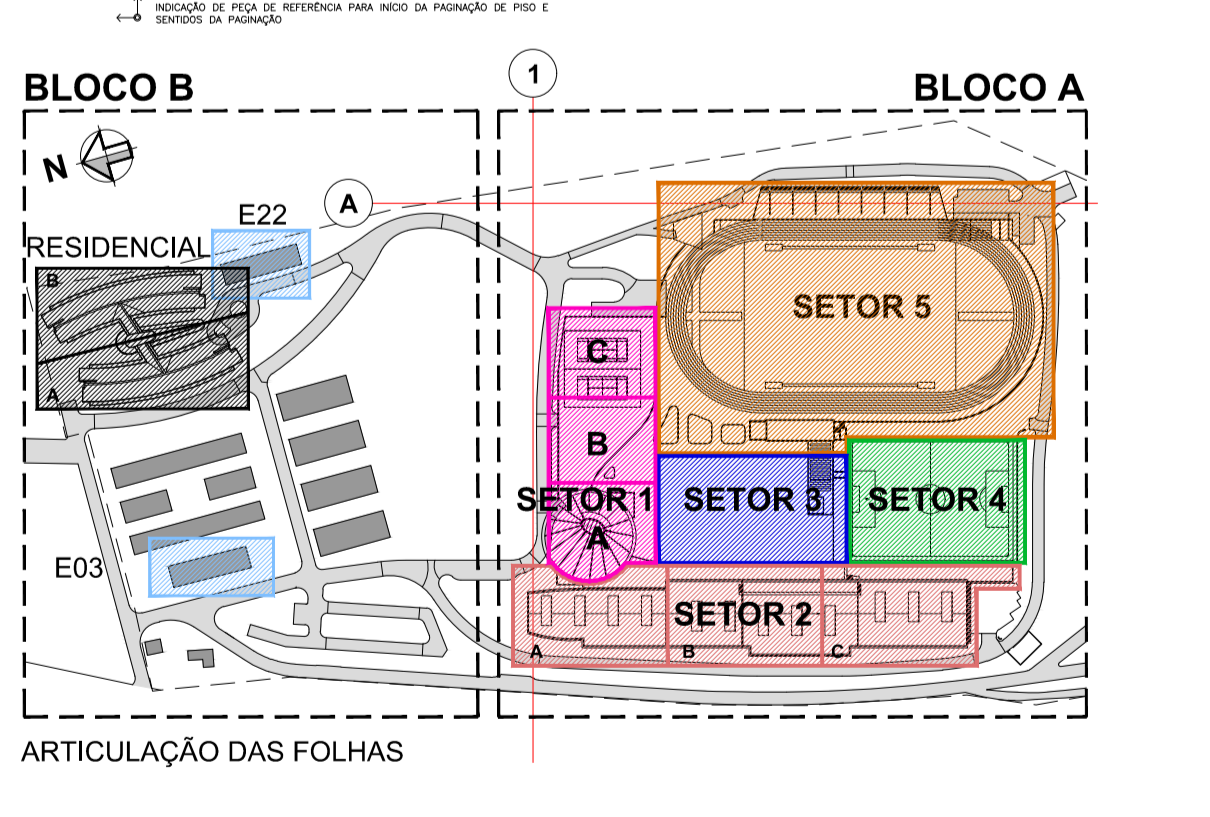 INDICAÇÃO DE PEÇA DE REFERÊNCIA PARA INÍCIO DA PAGINAÇÃO DE PISO E
SENTIDOS DA PAGINAÇÃO
BLOCO B
1
BLOCO A
N
A
E22
RESIDENCIAL
B
A
SETOR 5
C
B
SETOR 1
A
SETOR 3
SETOR 4
E03
SETOR 2
A
B
C
ARTICULAÇÃO DAS FOLHAS